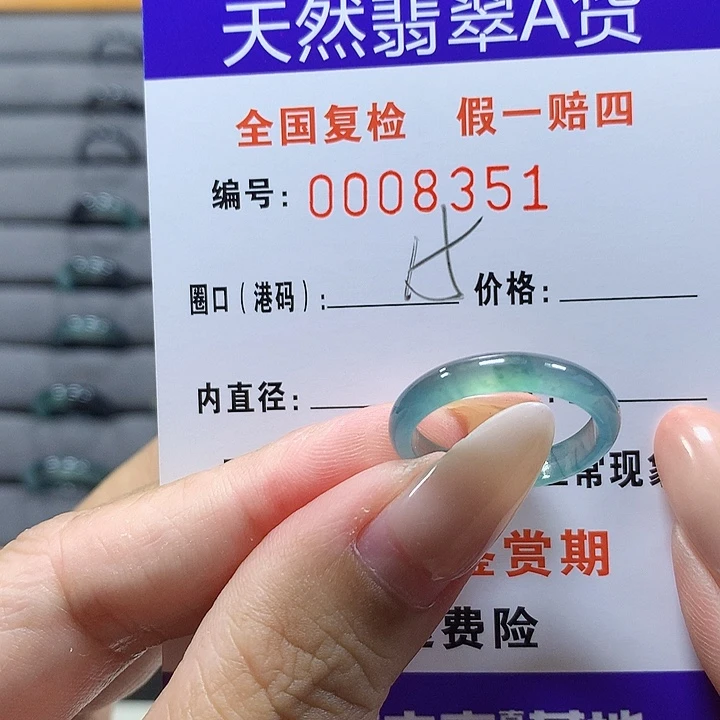 天然翡翠A货
全国复检 假一赔四
编号: 0008351
圈口(港码): 价格:
内直径: :
常现象
鉴赏期
费险